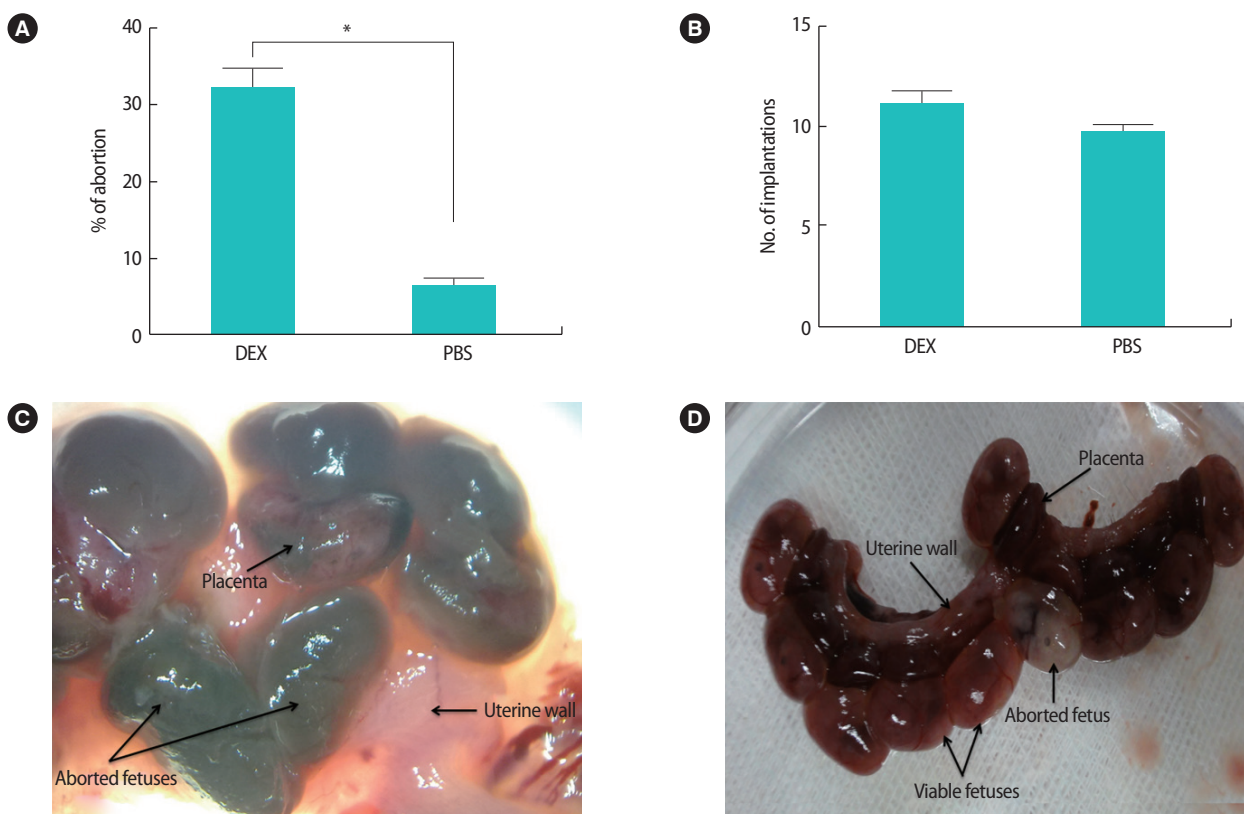 A
40
30
20
10
0
% of abortion
*
DEX
PBS
B
15
10
5
0
No. of implantations
DEX
PBS
C
Placenta
Uterine wall
Aborted fetuses
D
Placenta
Uterine wall
Aborted fetus
Viable fetuses